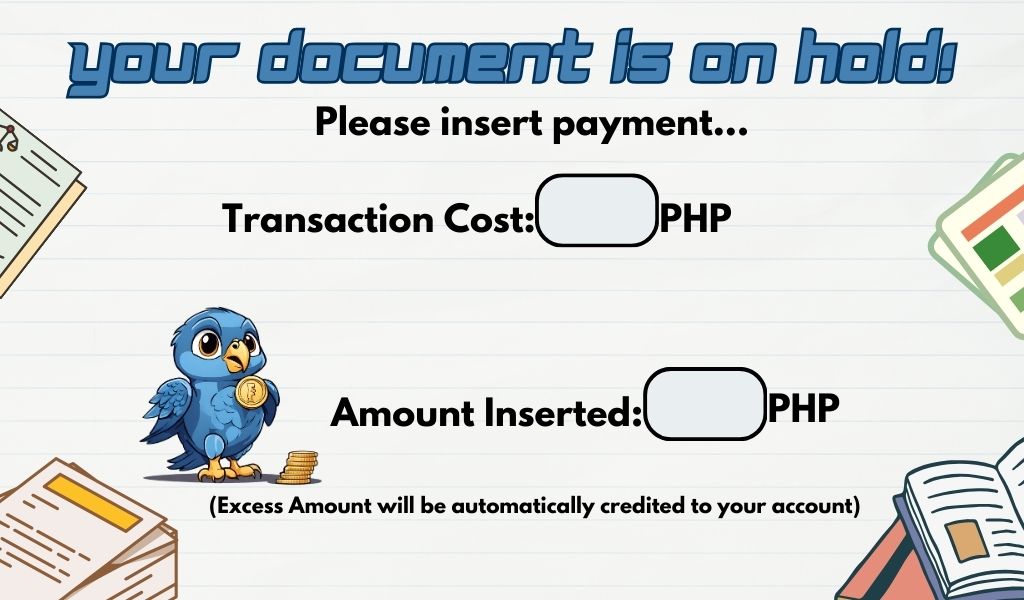 your document is on hold!
Please insert payment...
Transaction Cost: PHP
Amount Inserted: PHP
(Excess Amount will be automatically credited to your account)